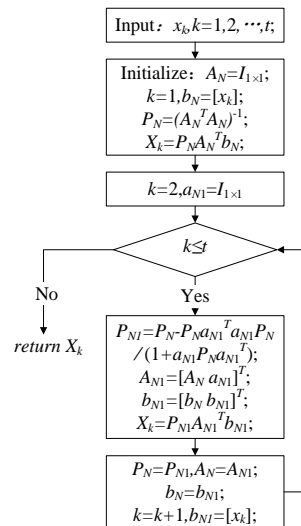 Input：x_k,k=1,2,⋯,t;
Initialize：A_N=I_{1×1};
k=1,b_N=[x_k];
P_N=(A_N^T A_N)^{-1};
X_k=P_N A_N^T b_N;
k=2,a_{N1}=I_{1×1}
k≤t
No
Yes
return X_k
P_{N1}=P_N-P_N a_{N1}^T a_{N1} P_N
/(1+a_{N1} P_N a_{N1}^T);
A_{N1}=[A_N a_{N1}]^T;
b_{N1}=[b_N b_{N1}]^T;
X_k=P_{N1} A_{N1}^T b_{N1};
P_N=P_{N1},A_N=A_{N1};
b_N=b_{N1};
k=k+1,b_{N1}=[x_k];